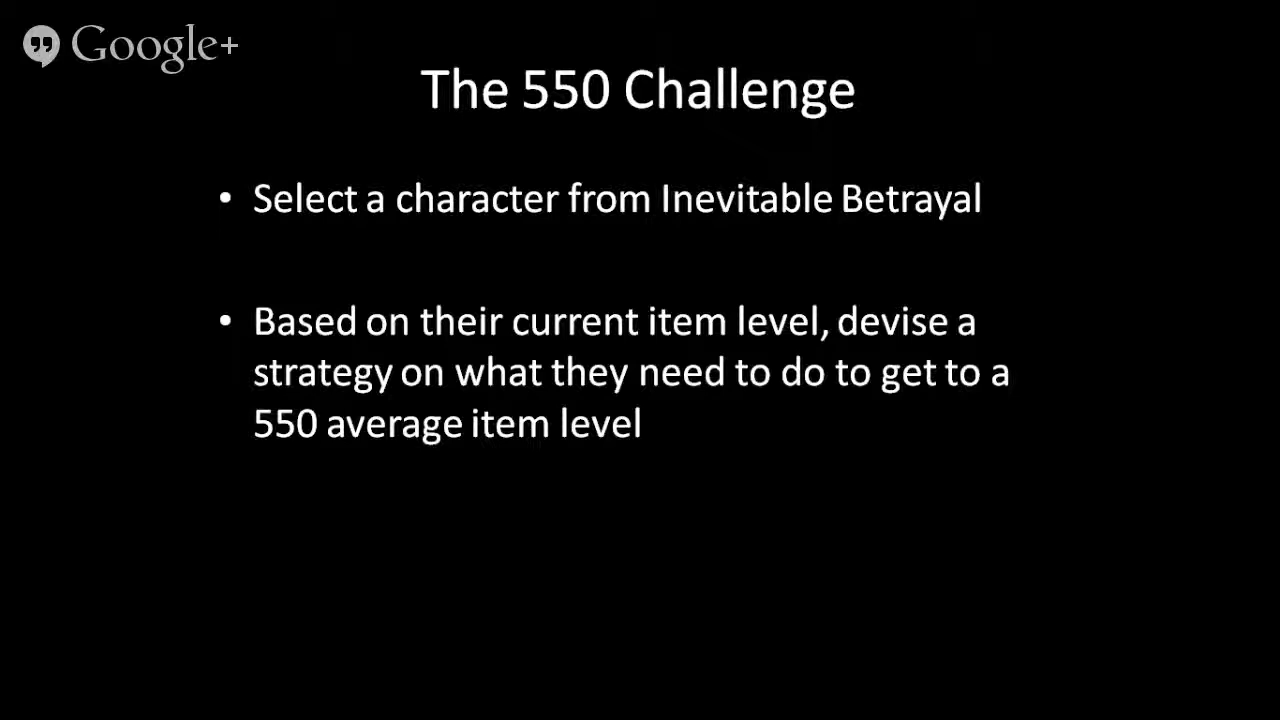 Google+
The 550 Challenge
• Select a character from Inevitable Betrayal
• Based on their current item level, devise a
strategy on what they need to do to get to a
550 average item level